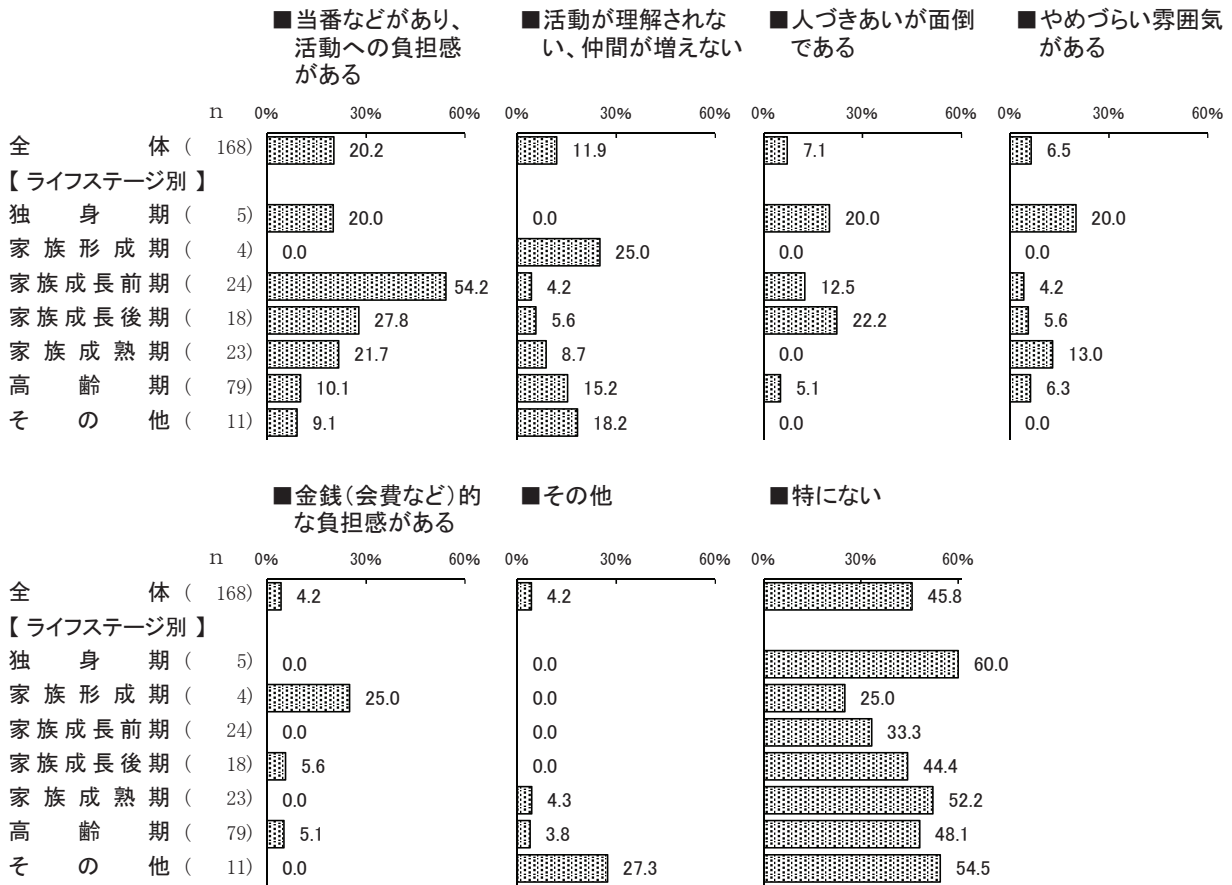 ■当番などがあり、活動への負担感がある
■活動が理解されない、仲間が増えない
■人づきあいが面倒である
■やめづらい雰囲気がある
n 0% 30% 60% 0% 30% 60% 0% 30% 60% 0% 30% 60%
全体 ( 168) 20.2 11.9 7.1 6.5
【ライフステージ別】
独身期 ( 5) 20.0 0.0 20.0 20.0
家族形成期 ( 4) 0.0 25.0 0.0 0.0
家族成長前期 ( 24) 54.2 4.2 12.5 4.2
家族成長後期 ( 18) 27.8 5.6 22.2 5.6
家族成熟期 ( 23) 21.7 8.7 0.0 13.0
高齢期 ( 79) 10.1 15.2 5.1 6.3
その他 ( 11) 9.1 18.2 0.0 0.0
■金銭(会費など)的な負担感がある
■その他
■特にない
n 0% 30% 60% 0% 30% 60% 0% 30% 60%
全体 ( 168) 4.2 4.2 45.8
【ライフステージ別】
独身期 ( 5) 0.0 0.0 60.0
家族形成期 ( 4) 25.0 0.0 25.0
家族成長前期 ( 24) 0.0 0.0 33.3
家族成長後期 ( 18) 5.6 0.0 44.4
家族成熟期 ( 23) 0.0 4.3 52.2
高齢期 ( 79) 5.1 3.8 48.1
その他 ( 11) 0.0 27.3 54.5